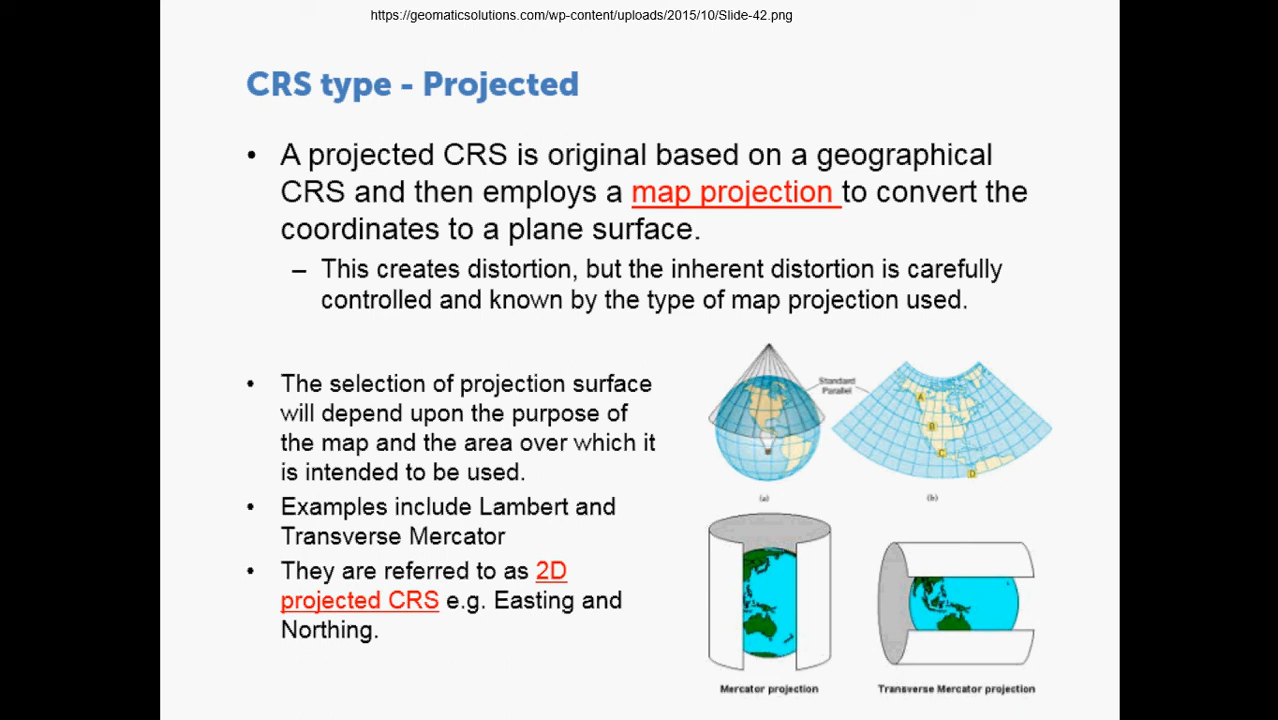 https://geomaticsolutions.com/wp-content/uploads/2015/10/Slide-42.png
CRS type - Projected
• A projected CRS is original based on a geographical
CRS and then employs a map projection to convert the
coordinates to a plane surface.
– This creates distortion, but the inherent distortion is carefully
controlled and known by the type of map projection used.
• The selection of projection surface
will depend upon the purpose of
the map and the area over which it
is intended to be used.
• Examples include Lambert and
Transverse Mercator
• They are referred to as 2D
projected CRS e.g. Easting and
Northing.
Standard
Parallel
A
B
C
D
(a)
(b)
Mercator projection
Transverse Mercator projection